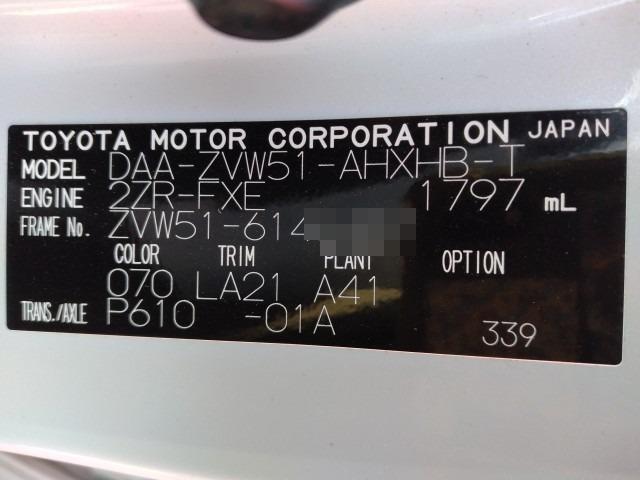 TOYOTA MOTOR CORPORATION JAPAN
MODEL DAA-ZVW51-AHXHB-T
ENGINE 2ZR-FXE 1797 mL
FRAME No. ZVW51-614
COLOR TRIM PLANT OPTION
070 LA21 A41
TRANS./AXLE P610 -01A
339